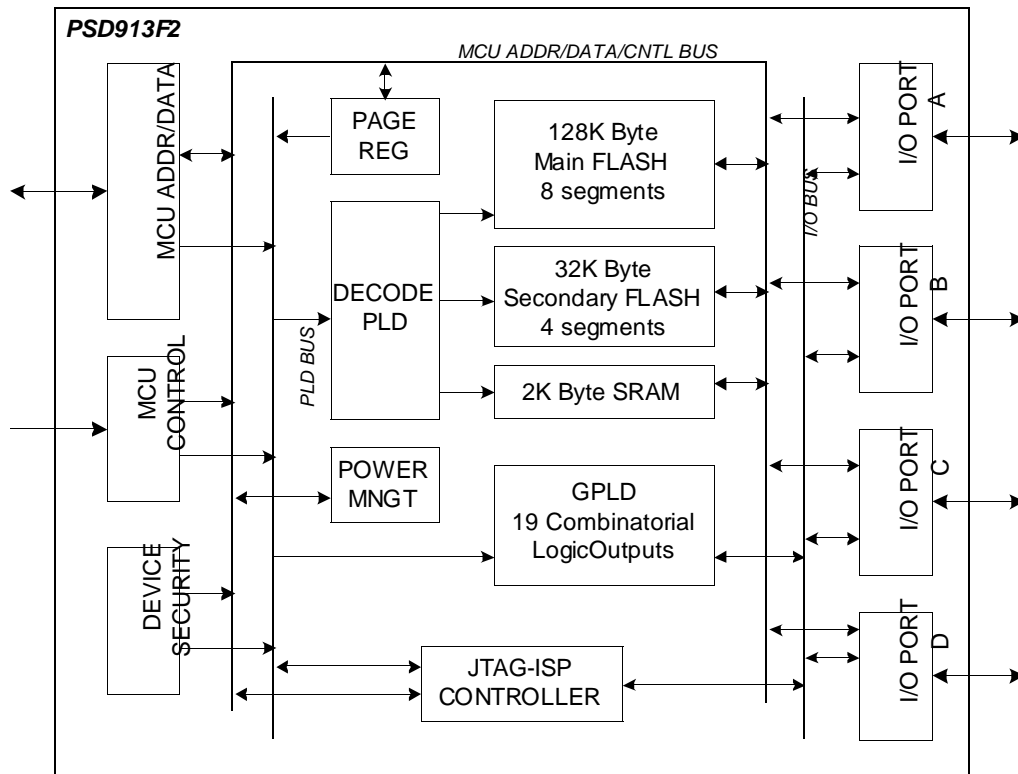 PSD913F2
MCU ADDR/DATA/CNTL BUS
MCU ADDR/DATA
PAGE
REG
128K Byte
Main FLASH
8 segments
I/O PORT
A
I/O BUS
DECODE
PLD
32K Byte
Secondary FLASH
4 segments
I/O PORT
B
PLD BUS
2K Byte SRAM
MCU
CONTROL
POWER
MNGT
GPLD
19 Combinatorial
LogicOutputs
I/O PORT
C
DEVICE
SECURITY
JTAG-ISP
CONTROLLER
I/O PORT
D